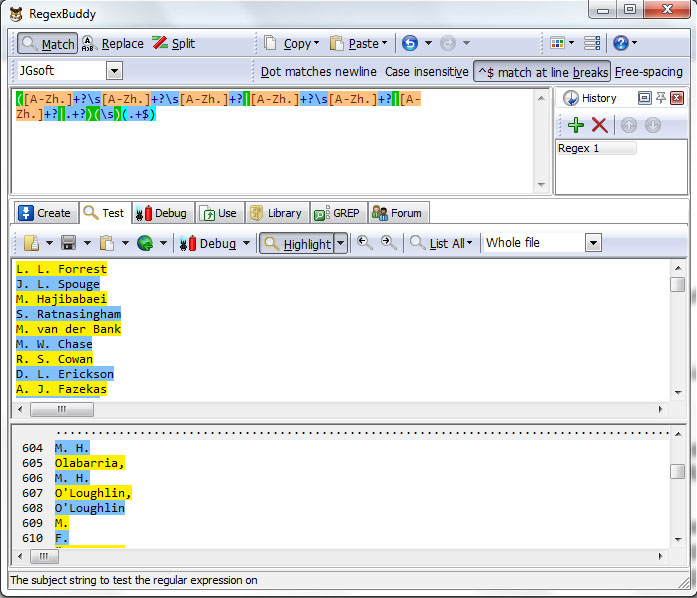 RegexBuddy
Match Replace Split Copy Paste
JGsoft Dot matches newline Case insensitive ^$ match at line breaks Free-spacing
([A-Zh.]+?\s[A-Zh.]+?\s[A-Zh.]+?|[A-Zh.]+?\s[A-Zh.]+?|[A-
Zh.]+?|.+?)(\s)(.+$)
History
Regex 1
Create Test Debug Use Library GREP Forum
Debug Highlight List All Whole file
L. L. Forrest
J. L. Spouge
M. Hajibabaei
S. Ratnasingham
M. van der Bank
M. W. Chase
R. S. Cowan
D. L. Erickson
A. J. Fazekas
604 M. H.
605 Olabarria,
606 M. H.
607 O'Loughlin,
608 O'Loughlin
609 M.
610 F.
The subject string to test the regular expression on